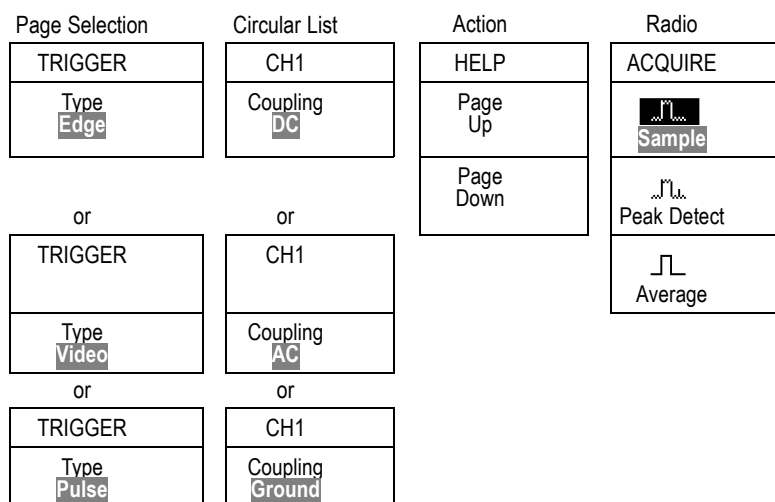 Page Selection
TRIGGER
Type
Edge
or
TRIGGER
Type
Video
or
TRIGGER
Type
Pulse
Circular List
CH1
Coupling
DC
or
CH1
Coupling
AC
or
CH1
Coupling
Ground
Action
HELP
Page
Up
Page
Down
Radio
ACQUIRE
Sample
Peak Detect
Average